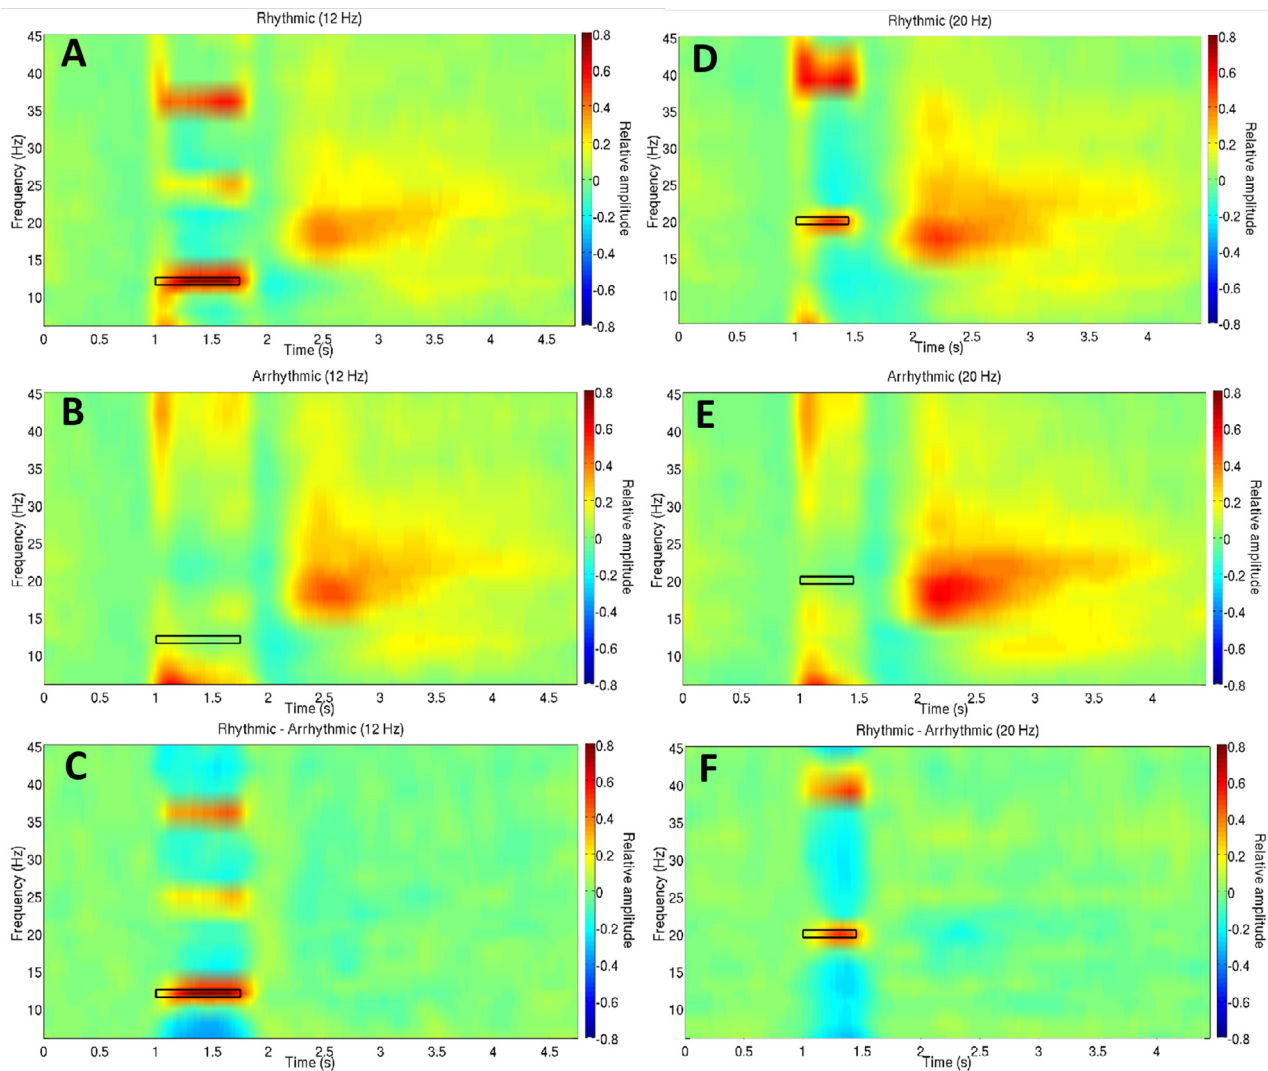 Rhythmic (12 Hz)
A
45
40
35
30
25
20
15
10
Frequency (Hz)
0 0.5 1 1.5 2 2.5 3 3.5 4 4.5
Time (s)
0.8
0.6
0.4
0.2
0
-0.2
-0.4
-0.6
-0.8
Relative amplitude
Rhythmic (20 Hz)
D
45
40
35
30
25
20
15
10
Frequency (Hz)
0 0.5 1 1.5 2 2.5 3 3.5 4
Time (s)
0.8
0.6
0.4
0.2
0
-0.2
-0.4
-0.6
-0.8
Relative amplitude
Arrhythmic (12 Hz)
B
45
40
35
30
25
20
15
10
Frequency (Hz)
0 0.5 1 1.5 2 2.5 3 3.5 4 4.5
Time (s)
0.8
0.6
0.4
0.2
0
-0.2
-0.4
-0.6
-0.8
Relative amplitude
Arrhythmic (20 Hz)
E
45
40
35
30
25
20
15
10
Frequency (Hz)
0 0.5 1 1.5 2 2.5 3 3.5 4
Time (s)
0.8
0.6
0.4
0.2
0
-0.2
-0.4
-0.6
-0.8
Relative amplitude
Rhythmic - Arrhythmic (12 Hz)
C
45
40
35
30
25
20
15
10
Frequency (Hz)
0 0.5 1 1.5 2 2.5 3 3.5 4 4.5
Time (s)
0.8
0.6
0.4
0.2
0
-0.2
-0.4
-0.6
-0.8
Relative amplitude
Rhythmic - Arrhythmic (20 Hz)
F
45
40
35
30
25
20
15
10
Frequency (Hz)
0 0.5 1 1.5 2 2.5 3 3.5 4
Time (s)
0.8
0.6
0.4
0.2
0
-0.2
-0.4
-0.6
-0.8
Relative amplitude